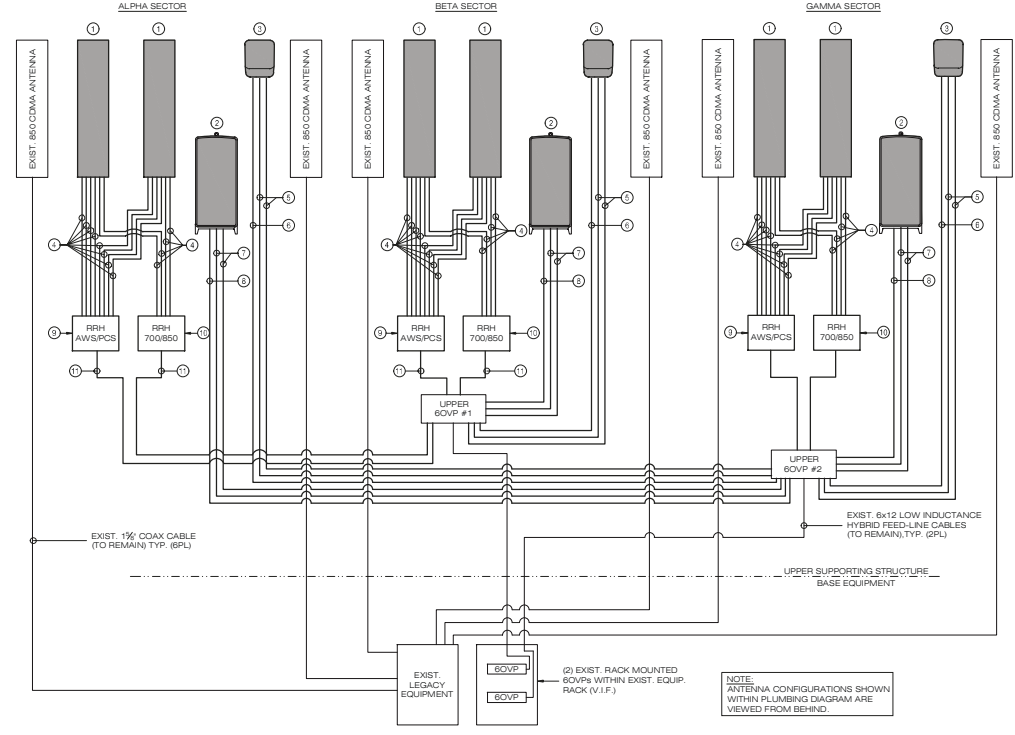 ALPHA SECTOR
BETA SECTOR
GAMMA SECTOR
1
1
3
1
1
3
1
1
3
EXIST. 850 CDMA ANTENNA
EXIST. 850 CDMA ANTENNA
EXIST. 850 CDMA ANTENNA
EXIST. 850 CDMA ANTENNA
EXIST. 850 CDMA ANTENNA
EXIST. 850 CDMA ANTENNA
2
2
2
5
5
5
6
6
6
4
4
4
4
4
4
7
7
7
8
8
8
9
RRH
AWS/PCS
RRH
700/850
10
9
RRH
AWS/PCS
RRH
700/850
10
9
RRH
AWS/PCS
RRH
700/850
10
11
11
11
11
UPPER
6OVP #1
UPPER
6OVP #2
EXIST. 1⅝" COAX CABLE
(TO REMAIN) TYP. (6PL)
EXIST. 6x12 LOW INDUCTANCE
HYBRID FEED-LINE CABLES
(TO REMAIN),TYP. (2PL)
UPPER SUPPORTING STRUCTURE
BASE EQUIPMENT
EXIST.
LEGACY
EQUIPMENT
6OVP
6OVP
(2) EXIST. RACK MOUNTED
6OVPs WITHIN EXIST. EQUIP.
RACK (V.I.F.)
NOTE:
ANTENNA CONFIGURATIONS SHOWN
WITHIN PLUMBING DIAGRAM ARE
VIEWED FROM BEHIND.